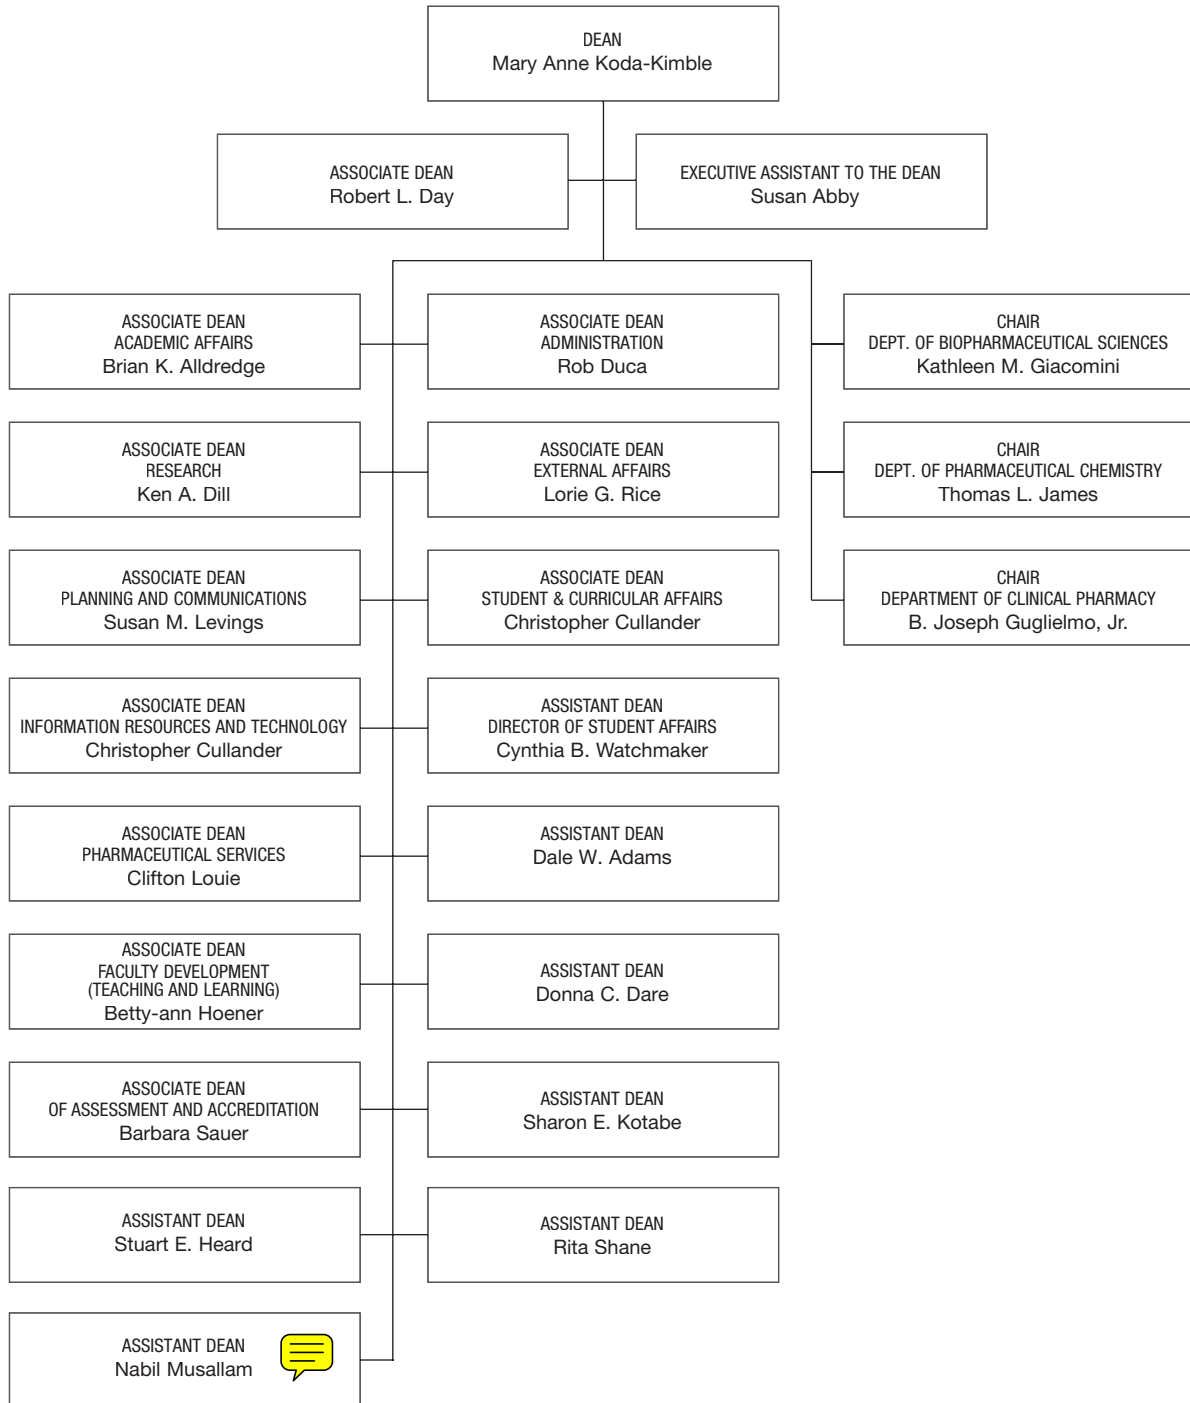 DEAN
Mary Anne Koda-Kimble
ASSOCIATE DEAN
Robert L. Day
EXECUTIVE ASSISTANT TO THE DEAN
Susan Abby
ASSOCIATE DEAN
ACADEMIC AFFAIRS
Brian K. Alldredge
ASSOCIATE DEAN
ADMINISTRATION
Rob Duca
CHAIR
DEPT. OF BIOPHARMACEUTICAL SCIENCES
Kathleen M. Giacomini
ASSOCIATE DEAN
RESEARCH
Ken A. Dill
ASSOCIATE DEAN
EXTERNAL AFFAIRS
Lorie G. Rice
CHAIR
DEPT. OF PHARMACEUTICAL CHEMISTRY
Thomas L. James
ASSOCIATE DEAN
PLANNING AND COMMUNICATIONS
Susan M. Levings
ASSOCIATE DEAN
STUDENT & CURRICULAR AFFAIRS
Christopher Cullander
CHAIR
DEPARTMENT OF CLINICAL PHARMACY
B. Joseph Guglielmo, Jr.
ASSOCIATE DEAN
INFORMATION RESOURCES AND TECHNOLOGY
Christopher Cullander
ASSISTANT DEAN
DIRECTOR OF STUDENT AFFAIRS
Cynthia B. Watchmaker
ASSOCIATE DEAN
PHARMACEUTICAL SERVICES
Clifton Louie
ASSISTANT DEAN
Dale W. Adams
ASSOCIATE DEAN
FACULTY DEVELOPMENT
(TEACHING AND LEARNING)
Betty-ann Hoener
ASSISTANT DEAN
Donna C. Dare
ASSOCIATE DEAN
OF ASSESSMENT AND ACCREDITATION
Barbara Sauer
ASSISTANT DEAN
Sharon E. Kotabe
ASSISTANT DEAN
Stuart E. Heard
ASSISTANT DEAN
Rita Shane
ASSISTANT DEAN
Nabil Musallam